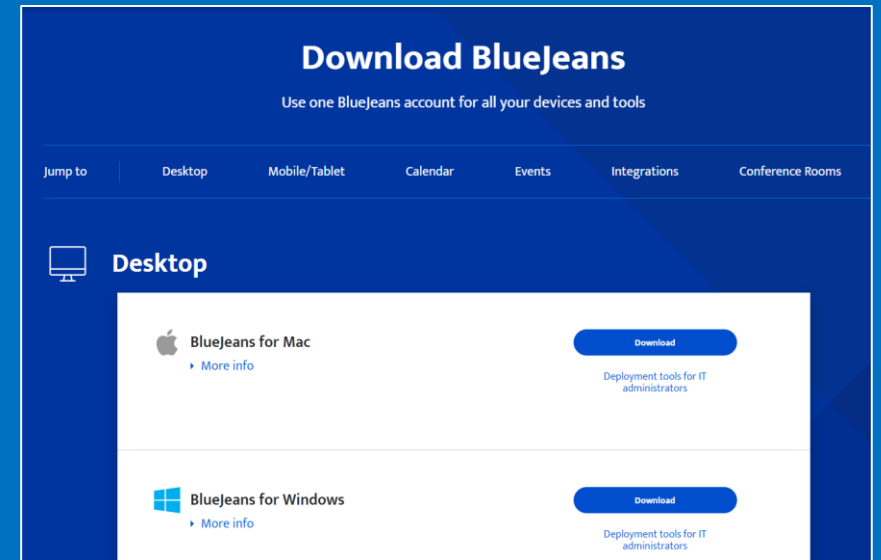 Download BlueJeans
Use one BlueJeans account for all your devices and tools
Jump to Desktop Mobile/Tablet Calendar Events Integrations Conference Rooms
Desktop
BlueJeans for Mac
More info
Download
Deployment tools for IT
administrators
BlueJeans for Windows
More info
Download
Deployment tools for IT
administrators